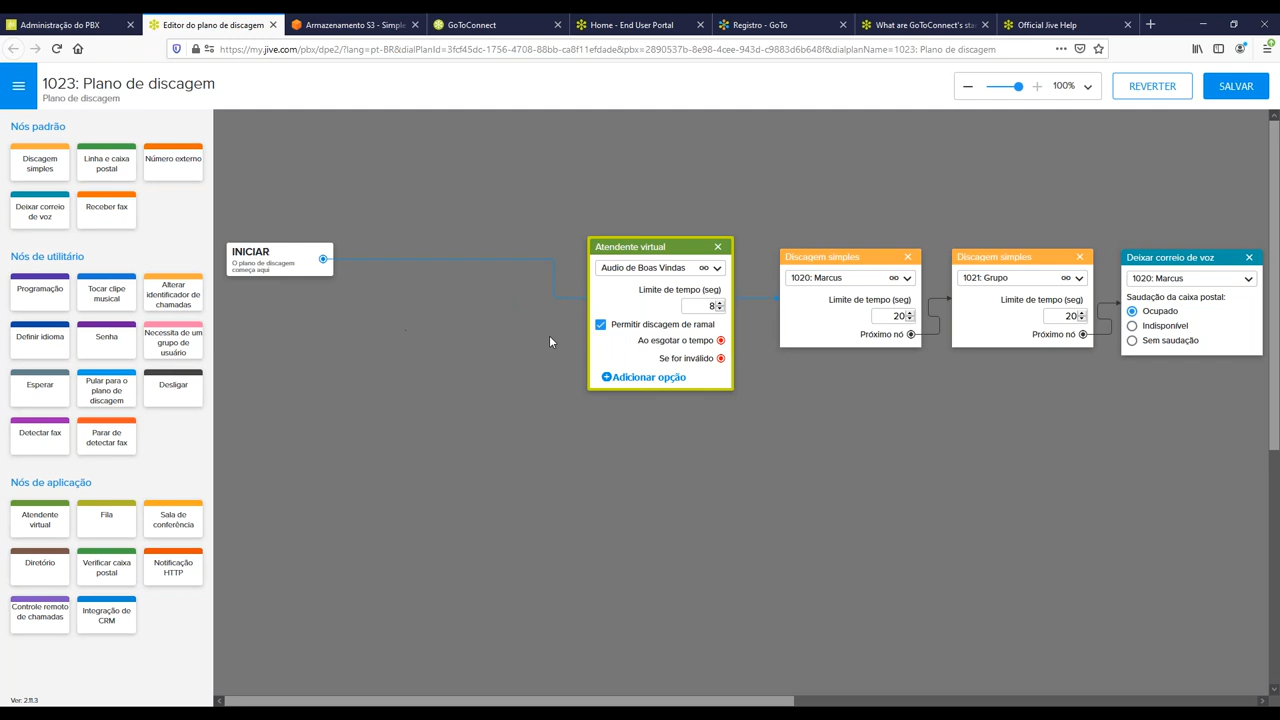 Administração do PBX
Editor do plano de discagem
Armazenamento S3 - Simple
GoToConnect
Home - End User Portal
Registro - GoTo
What are GoToConnect's sta
Official Jive Help
https://my.jive.com/pbx/dpe2/?lang=pt-BR&dialPlanId=3fcf45dc-1756-4708-88bb-ca8f11efdade&pbx=2890537b-8e98-4cee-943d-c9883d6b648f&dialplanName=1023: Plano de discagem
1023: Plano de discagem
Plano de discagem
100%
REVERTER
SALVAR
Nós padrão
Discagem
simples
Linha e caixa
postal
Número externo
Deixar correio
de voz
Receber fax
Nós de utilitário
Programação
Tocar clipe
musical
Alterar
identificador de
chamadas
Definir idioma
Senha
Necessita de um
grupo de
usuário
Esperar
Pular para o
plano de
discagem
Desligar
Detectar fax
Parar de
detectar fax
Nós de aplicação
Atendente
virtual
Fila
Sala de
conferência
Diretório
Verificar caixa
postal
Notificação
HTTP
Controle remoto
de chamadas
Integração de
CRM
Ver: 2.11.3
INICIAR
O plano de discagem
começa aqui
Atendente virtual
Audio de Boas Vindas
Limite de tempo (seg)
8
Permitir discagem de ramal
Ao esgotar o tempo
Se for inválido
Adicionar opção
Discagem simples
1020: Marcus
Limite de tempo (seg)
20
Próximo nó
Discagem simples
1021: Grupo
Limite de tempo (seg)
20
Próximo nó
Deixar correio de voz
1020: Marcus
Saudação da caixa postal:
Ocupado
Indisponível
Sem saudação